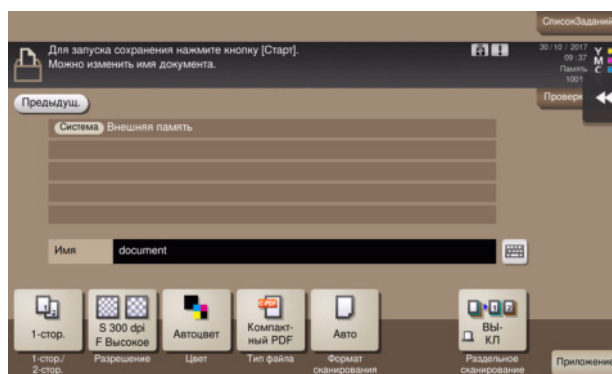 СписокЗаданий
Для запуска сохранения нажмите кнопку [Старт].
Можно изменить имя документа.
30/10 / 2017
09:37
Память
100
Y
M
C
Предыдущ.
Проверк
Система Внешняя память
Имя document
1-стор.
S 300 dpi
F Высокое
Автоцвет
Компакт-
ный PDF
Авто
ВЫ-
КЛ
1-стор./
2-стор.
Разрешение
Цвет
Тип файла
Формат
сканирования
Раздельное
сканирование
Приложение